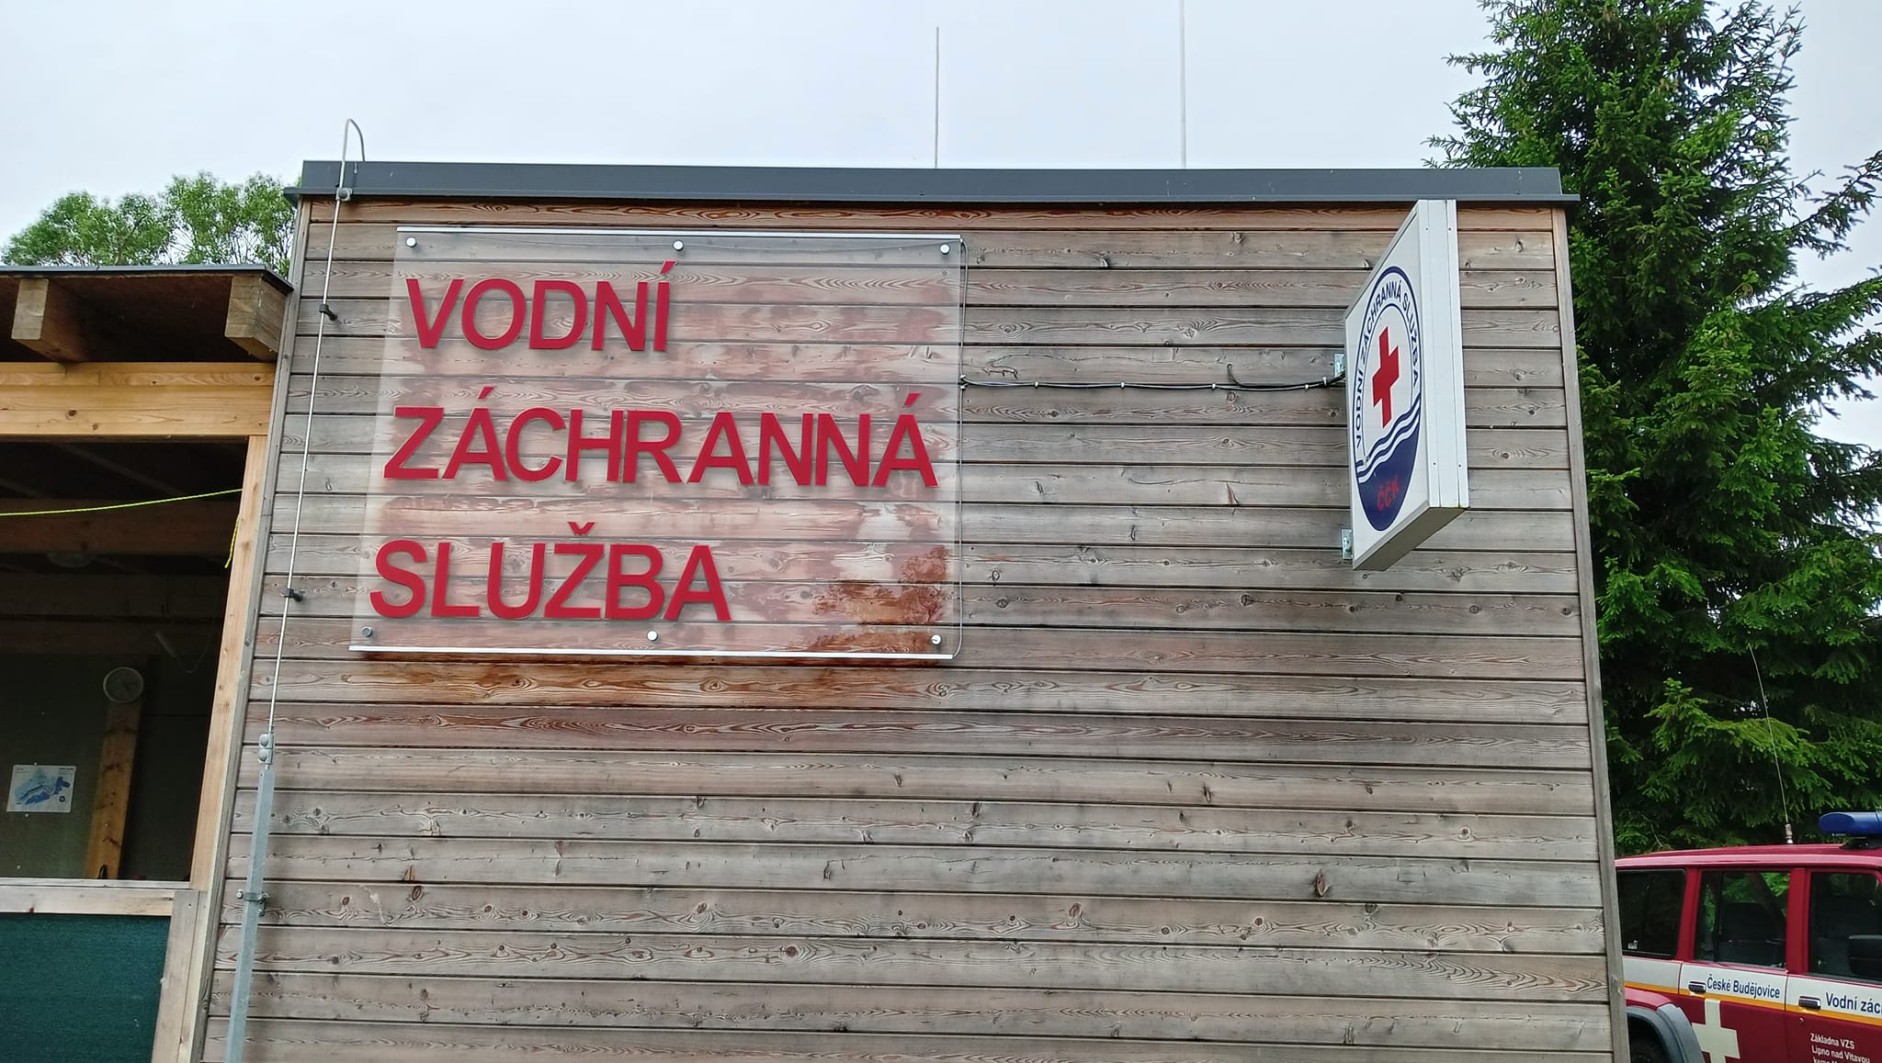 VODNÍ
ZÁCHRANNÁ
SLUŽBA
VODNÍ ZÁCHRANNÁ SLUŽBA
ČČK
České Budějovice
Vodní zác
Základna VZS
Lipno nad Vltavou